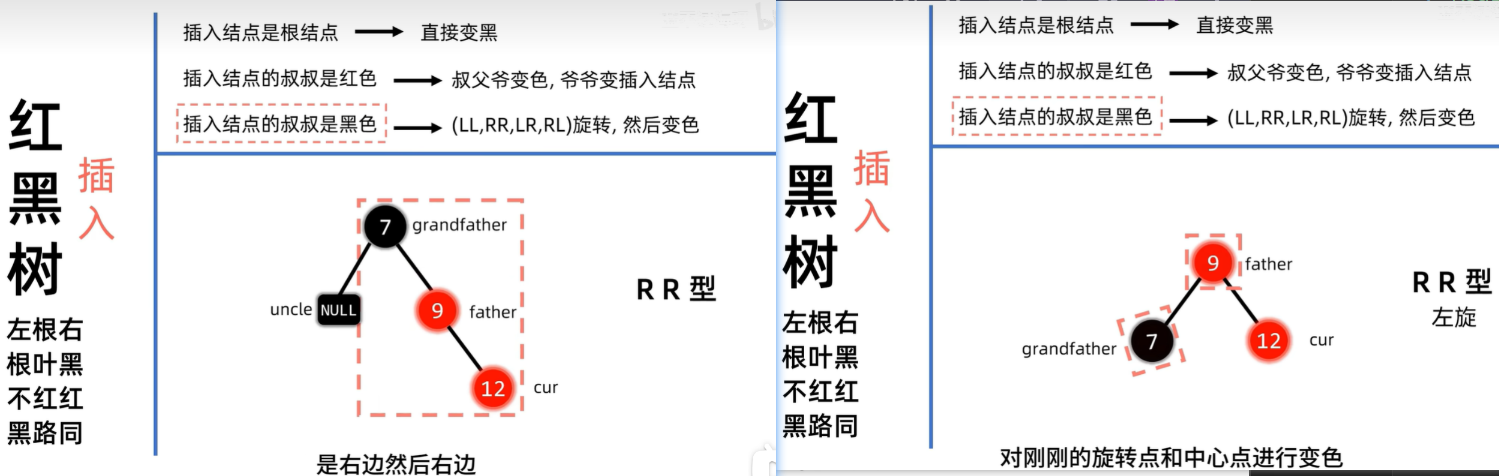 插入结点是根结点 直接变黑
插入结点的叔叔是红色 叔父爷变色, 爷爷变插入结点
插入结点的叔叔是黑色 (LL,RR,LR,RL)旋转, 然后变色
红黑树
插入
左根右
根叶黑
不红红
黑路同
7 grandfather
uncle NULL
9 father
12 cur
RR型
是右边然后右边
插入结点是根结点 直接变黑
插入结点的叔叔是红色 叔父爷变色, 爷爷变插入结点
插入结点的叔叔是黑色 (LL,RR,LR,RL)旋转, 然后变色
红黑树
插入
左根右
根叶黑
不红红
黑路同
9 father
grandfather 7
12 cur
RR型
左旋
对刚刚的旋转点和中心点进行变色